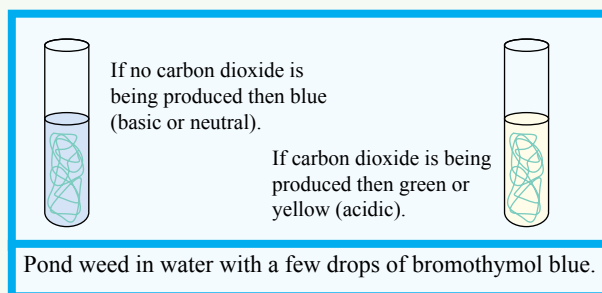 If no carbon dioxide is
being produced then blue
(basic or neutral).
If carbon dioxide is being
produced then green or
yellow (acidic).
Pond weed in water with a few drops of bromothymol blue.